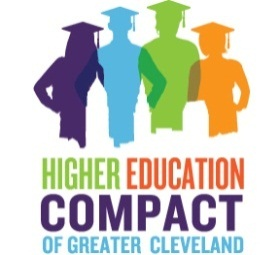 HIGHER EDUCATION
COMPACT
OF GREATER CLEVELAND